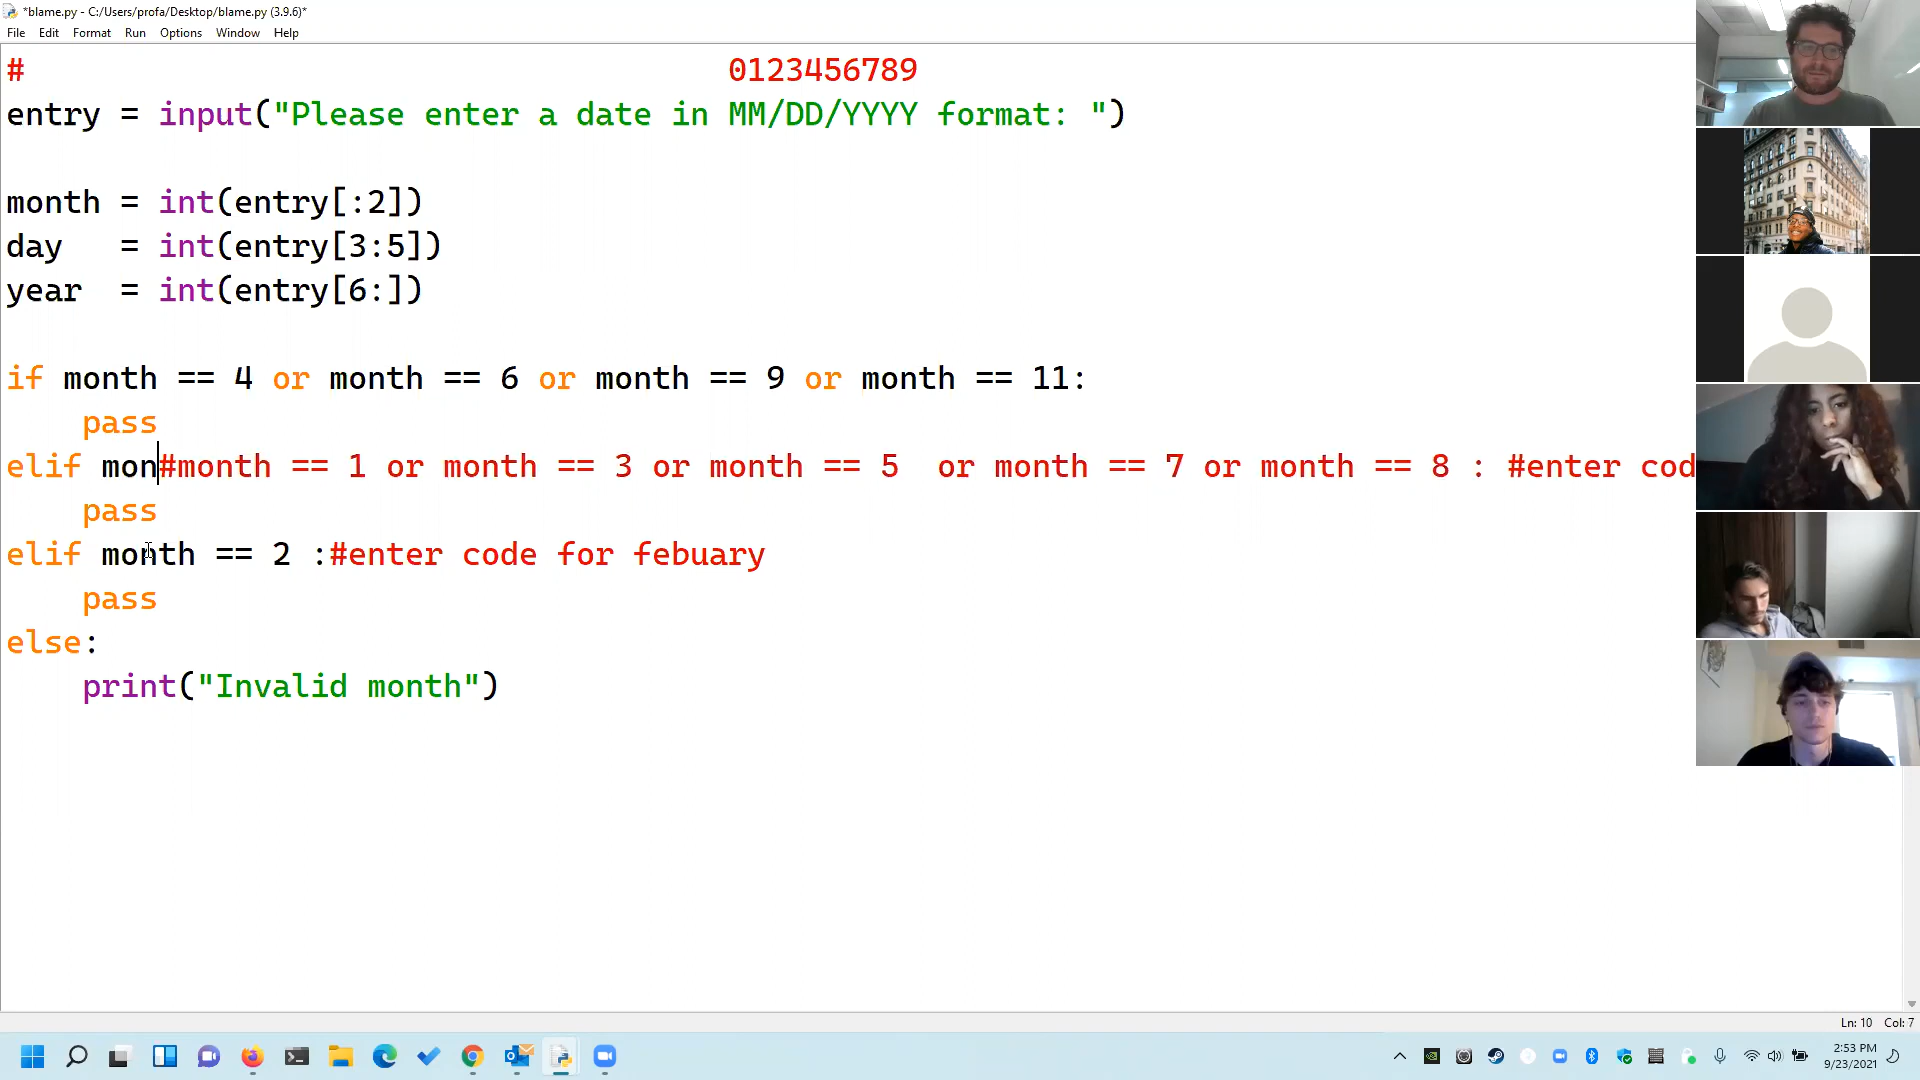 *blame.py - C:/Users/profa/Desktop/blame.py (3.9.6)*
File Edit Format Run Options Window Help
# 0123456789
entry = input("Please enter a date in MM/DD/YYYY format: ")
month = int(entry[:2])
day = int(entry[3:5])
year = int(entry[6:])
if month == 4 or month == 6 or month == 9 or month == 11:
pass
elif mon#month == 1 or month == 3 or month == 5 or month == 7 or month == 8 : #enter cod
pass
elif month == 2 :#enter code for febuary
pass
else:
print("Invalid month")
Ln: 10 Col: 7
2:53 PM
9/23/2021